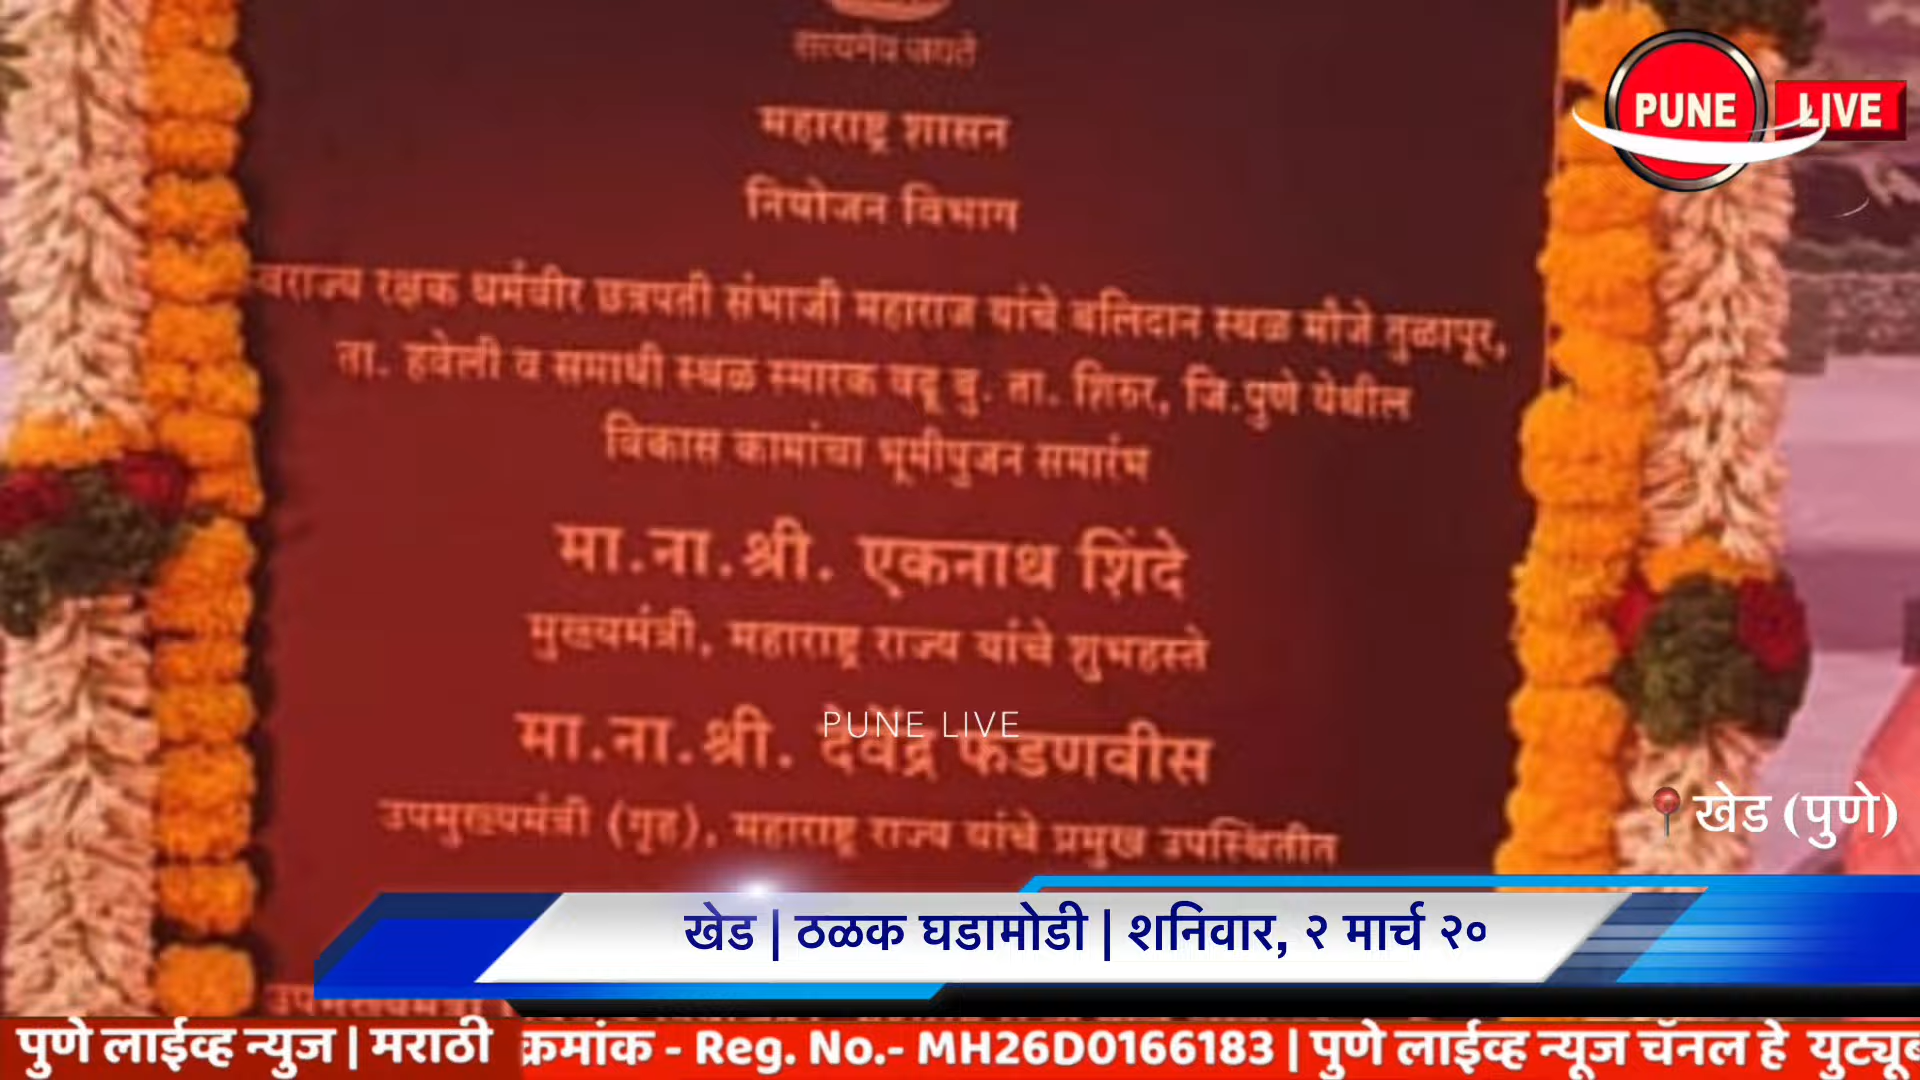 सत्यमेव जयते
PUNE LIVE
महाराष्ट्र शासन
नियोजन विभाग
स्वराज्य रक्षक धर्मवीर छत्रपती संभाजी महाराज यांचे बलिदान स्थळ मौजे तुळापूर,
ता. हवेली व समाधी स्थळ स्मारक वढू बु. ता. शिरुर, जि.पुणे येथील
विकास कामांचा भूमीपुजन समारंभ
मा.ना.श्री. एकनाथ शिंदे
मुख्यमंत्री, महाराष्ट्र राज्य यांचे शुभहस्ते
PUNE LIVE
मा.ना.श्री. देवेंद्र फडणवीस
उपमुख्यमंत्री (गृह), महाराष्ट्र राज्य यांचे प्रमुख उपस्थितीत
खेड (पुणे)
खेड | ठळक घडामोडी | शनिवार, २ मार्च २०
उपमुख्यमंत्री
पुणे लाईव्ह न्युज | मराठी क्रमांक - Reg. No.- MH26D0166183 | पुणे लाईव्ह न्यूज चॅनल हे युट्यूब